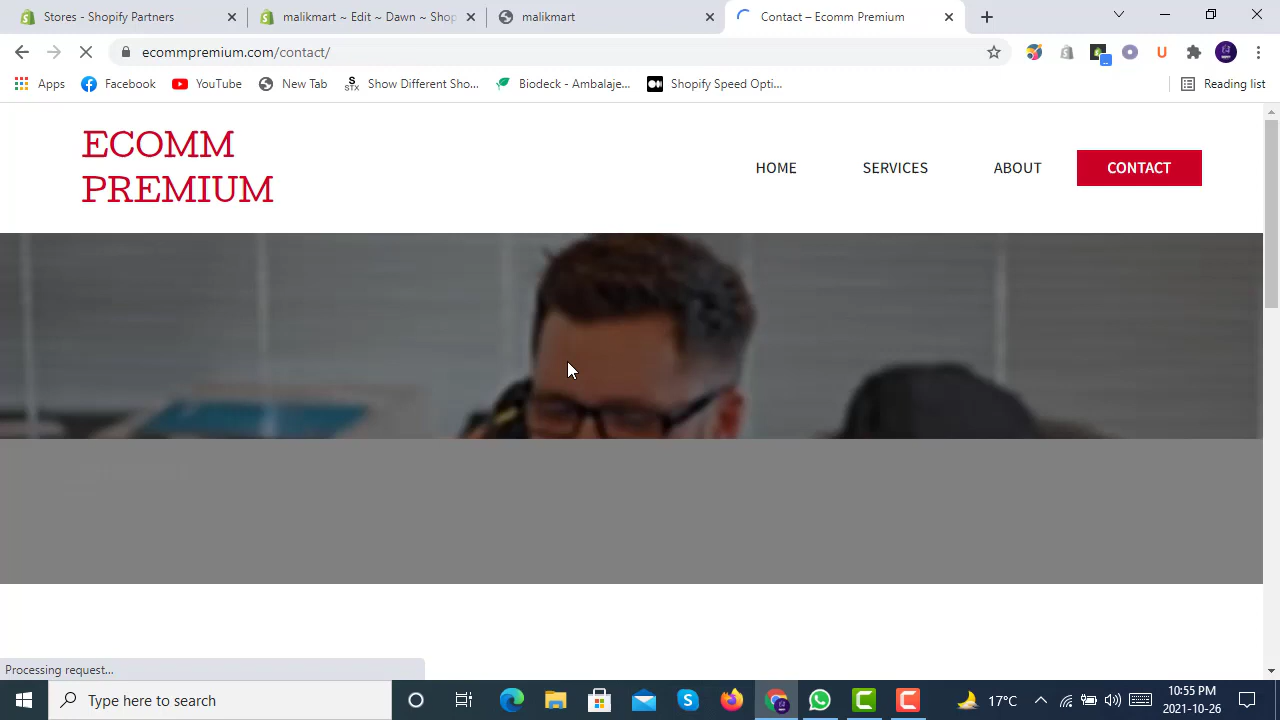 Stores - Shopify Partners
malikmart ~ Edit ~ Dawn ~ Shop
malikmart
Contact – Ecomm Premium
ecommpremium.com/contact/
Apps
Facebook
YouTube
New Tab
STX
Show Different Sho...
Biodeck - Ambalaje...
Shopify Speed Opti...
Reading list
ECOMM
PREMIUM
HOME
SERVICES
ABOUT
CONTACT
Processing request...
Type here to search
17°C
10:55 PM
2021-10-26